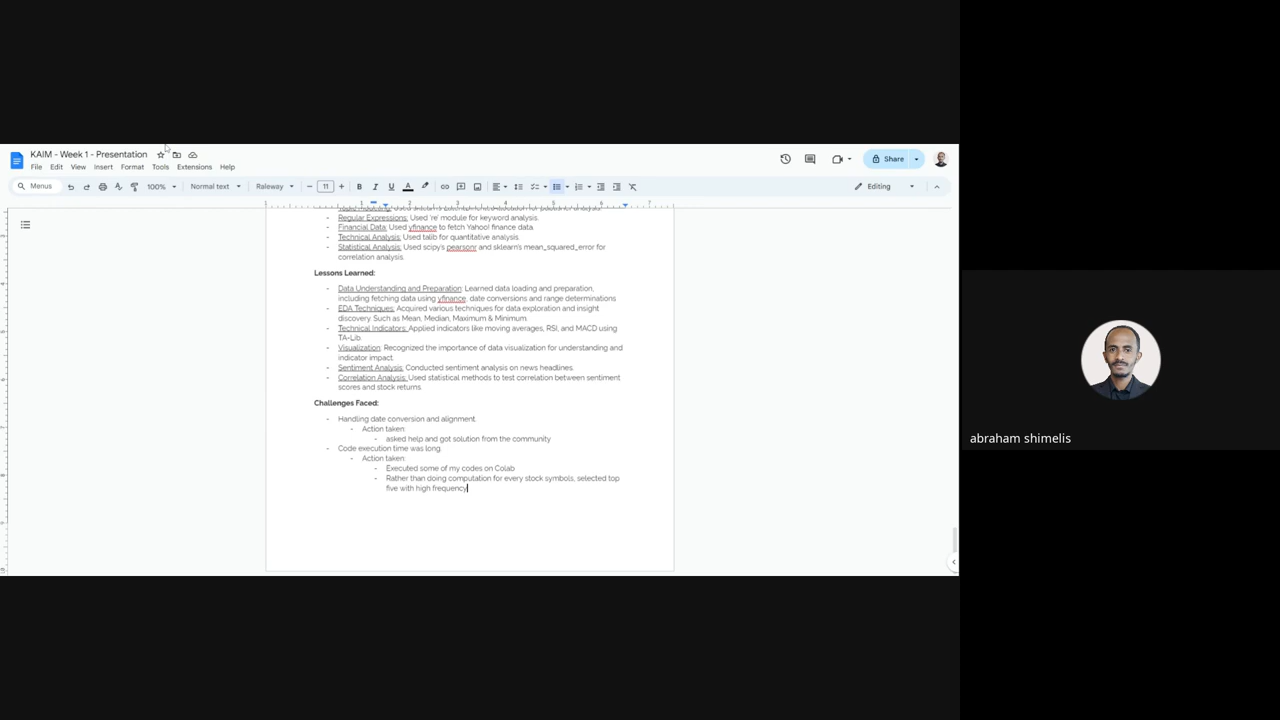 KAIM - Week 1 - Presentation
File Edit View Insert Format Tools Extensions Help
Share
Menus 100% Normal text Raleway 11 Editing
1 1 2 3 4 5 6 7
- Regular Expressions: Used 're' module for keyword analysis.
- Financial Data: Used yfinance to fetch Yahoo! finance data.
- Technical Analysis: Used talib for quantitative analysis.
- Statistical Analysis: Used scipy's pearsonr and sklearn's mean_squared_error for
correlation analysis.
Lessons Learned:
- Data Understanding and Preparation: Learned data loading and preparation,
including fetching data using yfinance, date conversions and range determinations
- EDA Techniques: Acquired various techniques for data exploration and insight
discovery. Such as Mean, Median, Maximum & Minimum.
- Technical Indicators: Applied indicators like moving averages, RSI, and MACD using
TA-Lib.
- Visualization: Recognized the importance of data visualization for understanding and
indicator impact.
- Sentiment Analysis: Conducted sentiment analysis on news headlines.
- Correlation Analysis: Used statistical methods to test correlation between sentiment
scores and stock returns.
Challenges Faced:
- Handling date conversion and alignment.
- Action taken:
- asked help and got solution from the community
- Code execution time was long.
- Action taken:
- Executed some of my codes on Colab
- Rather than doing computation for every stock symbols, selected top
five with high frequency
abraham shimelis